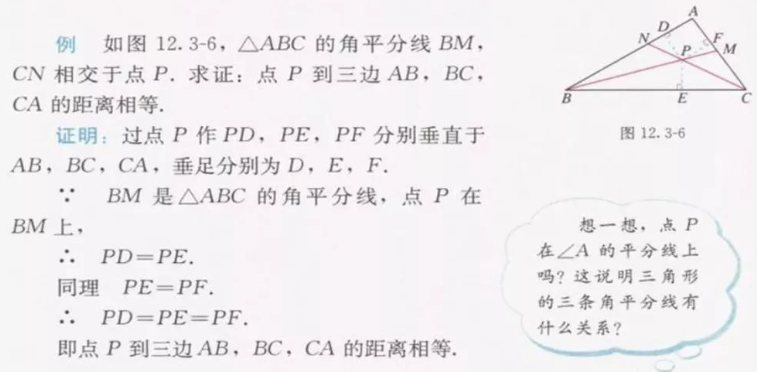 例 如图 12.3-6，△ABC 的角平分线 BM，
CN 相交于点 P. 求证：点 P 到三边 AB，BC，
CA 的距离相等.
证明：过点 P 作 PD，PE，PF 分别垂直于
AB，BC，CA，垂足分别为 D，E，F.
∵ BM 是△ABC 的角平分线，点 P 在
BM 上，
∴ PD=PE.
同理 PE=PF.
∴ PD=PE=PF.
即点 P 到三边 AB，BC，CA 的距离相等.
A
D
N
F
P
M
B
E
C
图 12.3-6
想一想，点 P
在∠A 的平分线上
吗？这说明三角形
的三条角平分线有
什么关系？